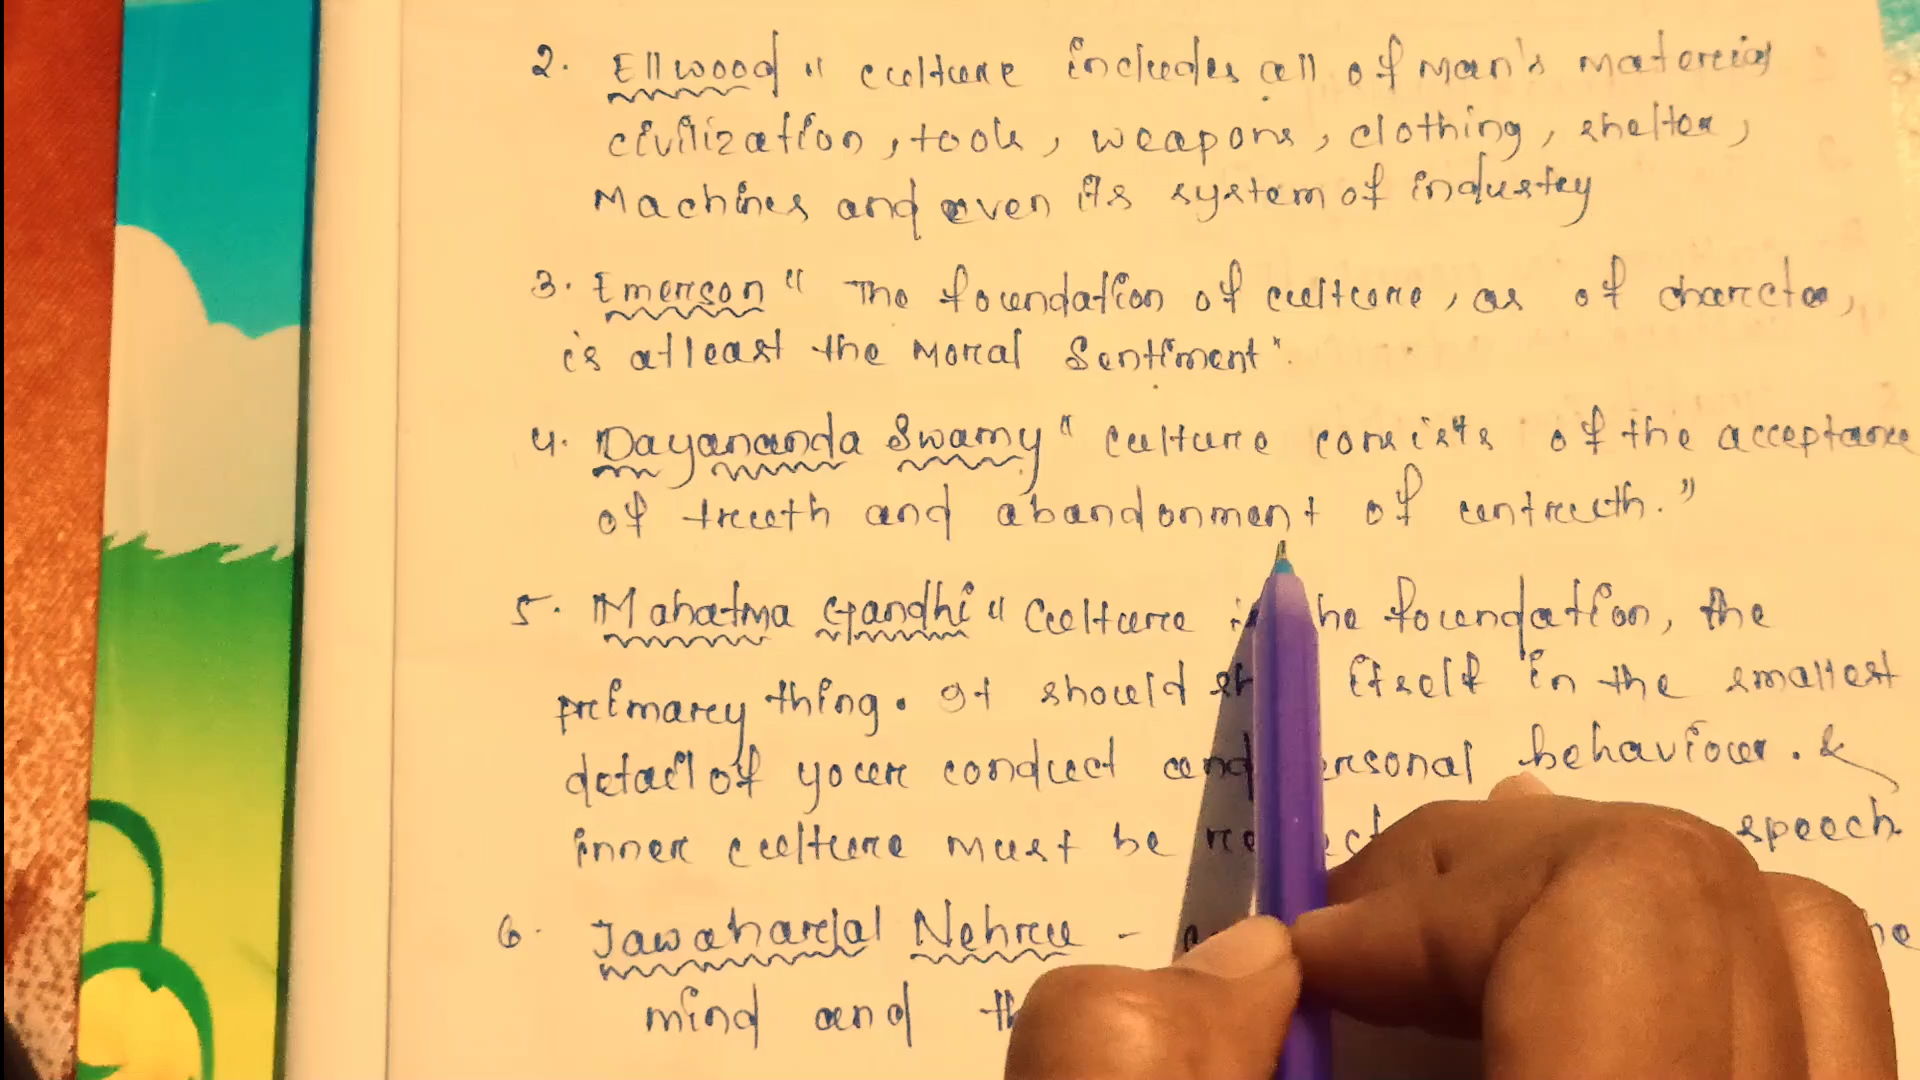 2. Ellwood " culture includes all of man's material
civilization, tools, weapons, clothing, shelter,
Machines and even its system of industry
3. Emerson " The foundation of culture, as of charcter,
is atleast the Moral Sentiment".
4. Dayananda Swamy " culture consists of the acceptance
of truth and abandonment of untruth."
5. Mahatma Gandhi " Culture is the foundation, the
primary thing. It should itself in the smallest
detail of your conduct and personal behaviour. &
inner culture must be speech
6. Jawaharlal Nehru -
mind and